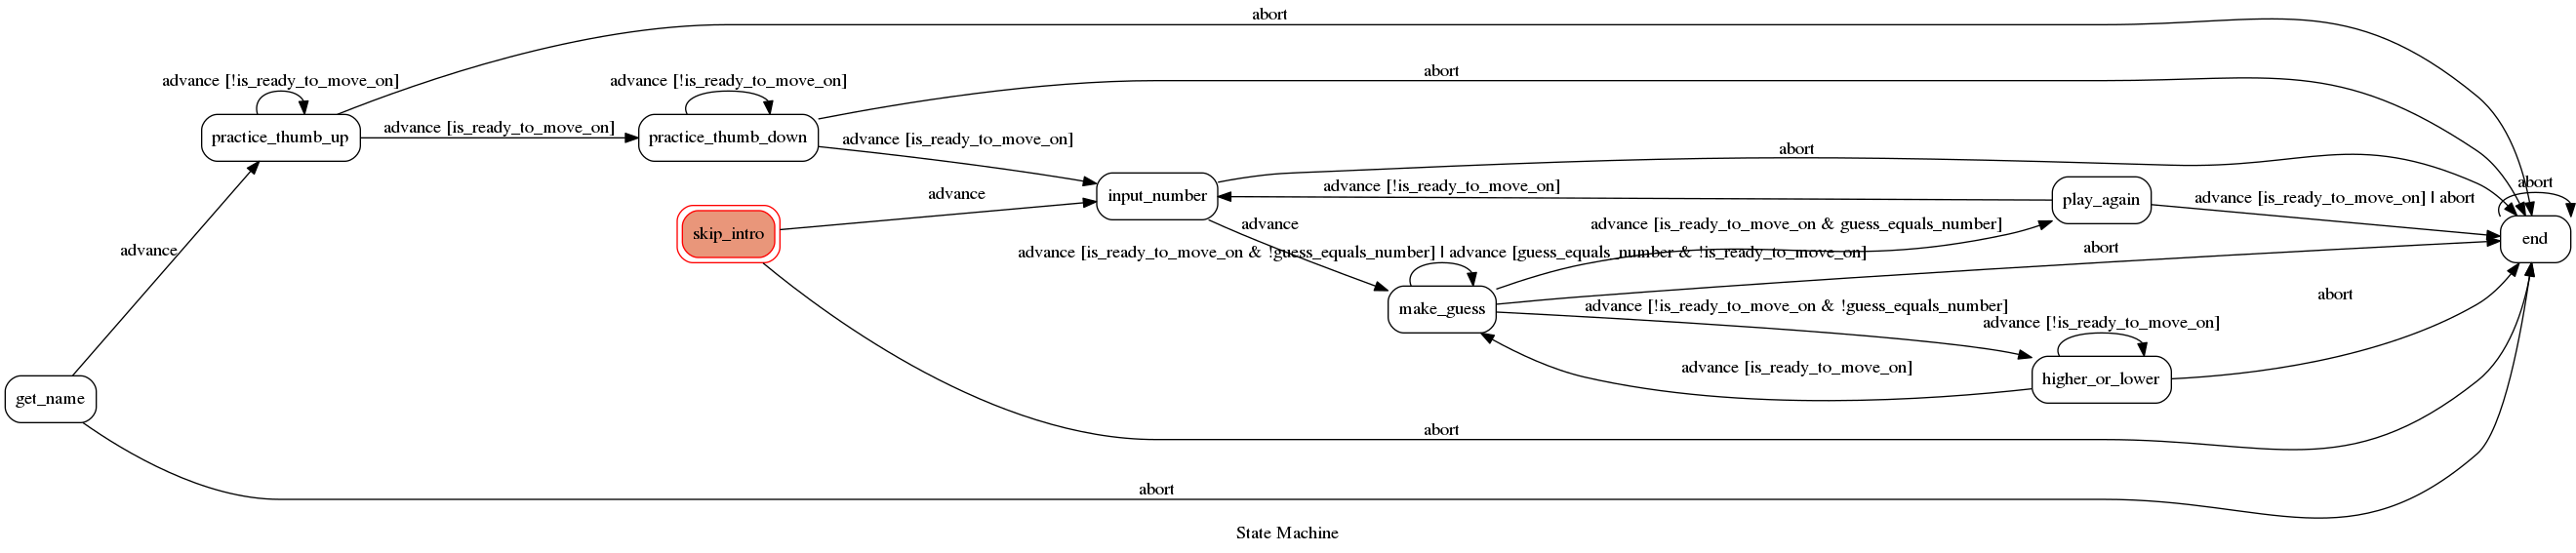 abort
advance [!is_ready_to_move_on]
advance [!is_ready_to_move_on]
abort
practice_thumb_up
advance [is_ready_to_move_on]
practice_thumb_down
advance [is_ready_to_move_on]
abort
advance [!is_ready_to_move_on]
abort
input_number
advance
play_again
advance [is_ready_to_move_on] | abort
skip_intro
advance
advance [is_ready_to_move_on & guess_equals_number]
end
advance
advance [is_ready_to_move_on & !guess_equals_number] | advance [guess_equals_number & !is_ready_to_move_on]
abort
abort
make_guess
advance [!is_ready_to_move_on & !guess_equals_number]
advance [!is_ready_to_move_on]
advance [is_ready_to_move_on]
higher_or_lower
get_name
abort
abort
State Machine